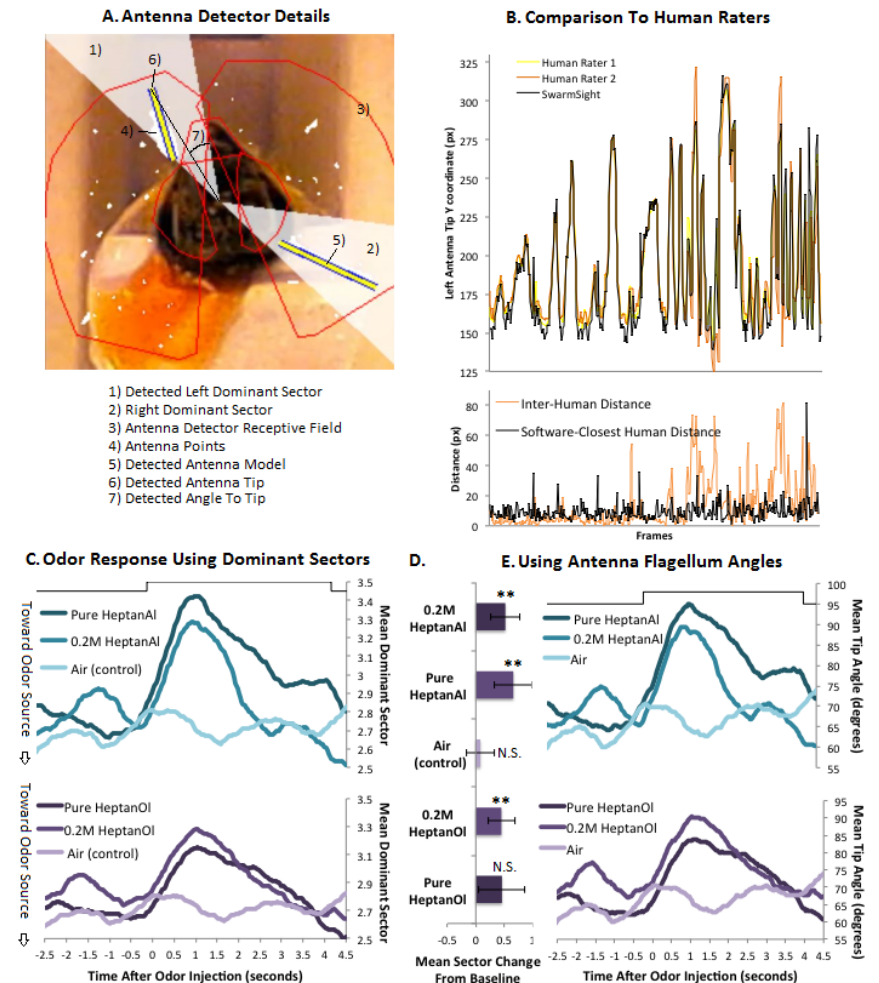 A. Antenna Detector Details
1)
6)
3)
4)
7)
5)
2)
1) Detected Left Dominant Sector
2) Right Dominant Sector
3) Antenna Detector Receptive Field
4) Antenna Points
5) Detected Antenna Model
6) Detected Antenna Tip
7) Detected Angle To Tip
B. Comparison To Human Raters
Human Rater 1
Human Rater 2
SwarmSight
Left Antenna Tip Y coordinate (px)
325
300
275
250
225
200
175
150
125
Inter-Human Distance
Software-Closest Human Distance
Distance (px)
80
60
40
20
0
Frames
C. Odor Response Using Dominant Sectors
Toward Odor Source
Pure HeptanAl
0.2M HeptanAl
Air (control)
3.5
3.4
3.3
3.2
3.1
3
2.9
2.8
2.7
2.6
2.5
Mean Dominant Sector
Toward Odor Source
Pure HeptanOl
0.2M HeptanOl
Air (control)
3.5
3.3
3.1
2.9
2.7
2.5
Mean Dominant Sector
-2.5 -1.5 -0.5 0 0.5 1 1.5 2 2.5 3 3.5 4 4.5
Time After Odor Injection (seconds)
D.
0.2M HeptanAl
**
Pure HeptanAl
**
Air (control)
N.S.
0.2M HeptanOl
**
Pure HeptanOl
N.S.
-0.5 0 0.5 1
Mean Sector Change
From Baseline
E. Using Antenna Flagellum Angles
Pure HeptanAl
0.2M HeptanAl
Air
100
95
90
85
80
75
70
65
60
55
Mean Tip Angle (degrees)
Pure HeptanOl
0.2M HeptanOl
Air
95
90
85
80
75
70
65
60
55
Mean Tip Angle (degrees)
-2.5 -1.5 -0.5 0 0.5 1 1.5 2 2.5 3 3.5 4 4.5
Time After Odor Injection (seconds)